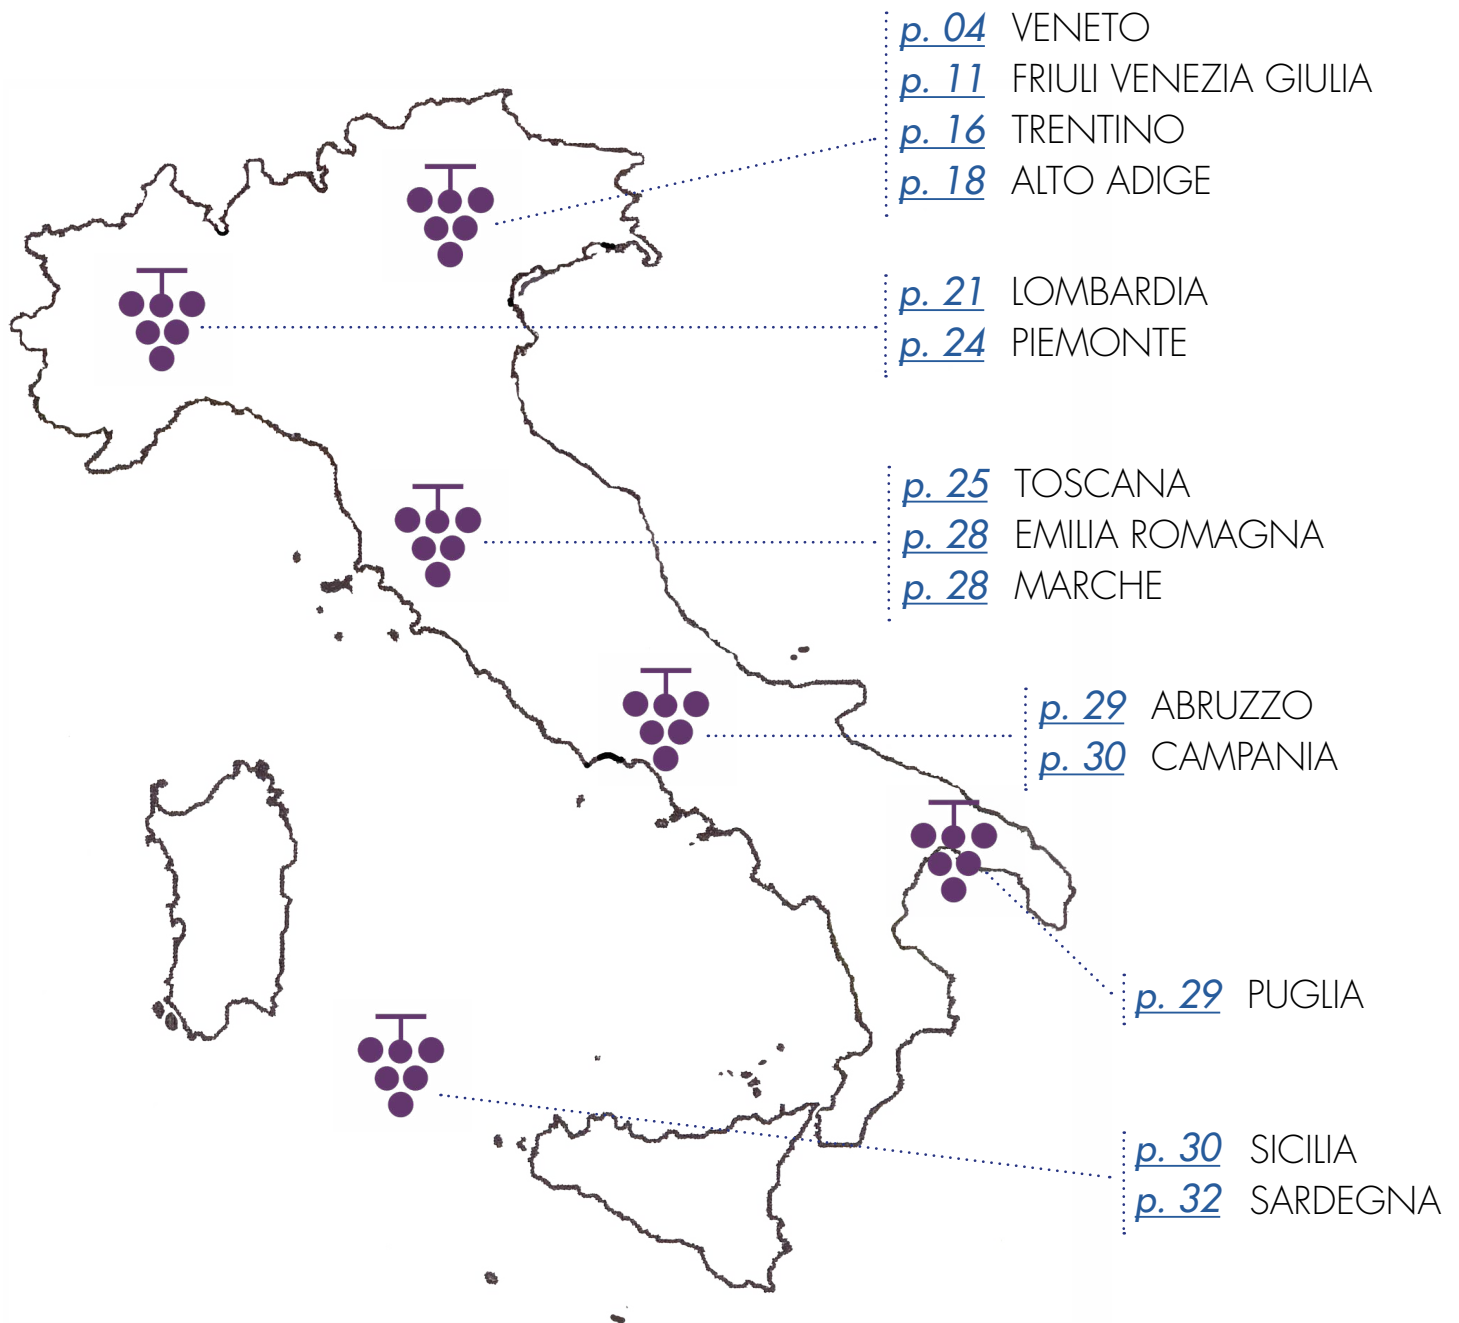 p. 04 VENETO
p. 11 FRIULI VENEZIA GIULIA
p. 16 TRENTINO
p. 18 ALTO ADIGE
p. 21 LOMBARDIA
p. 24 PIEMONTE
p. 25 TOSCANA
p. 28 EMILIA ROMAGNA
p. 28 MARCHE
p. 29 ABRUZZO
p. 30 CAMPANIA
p. 29 PUGLIA
p. 30 SICILIA
p. 32 SARDEGNA